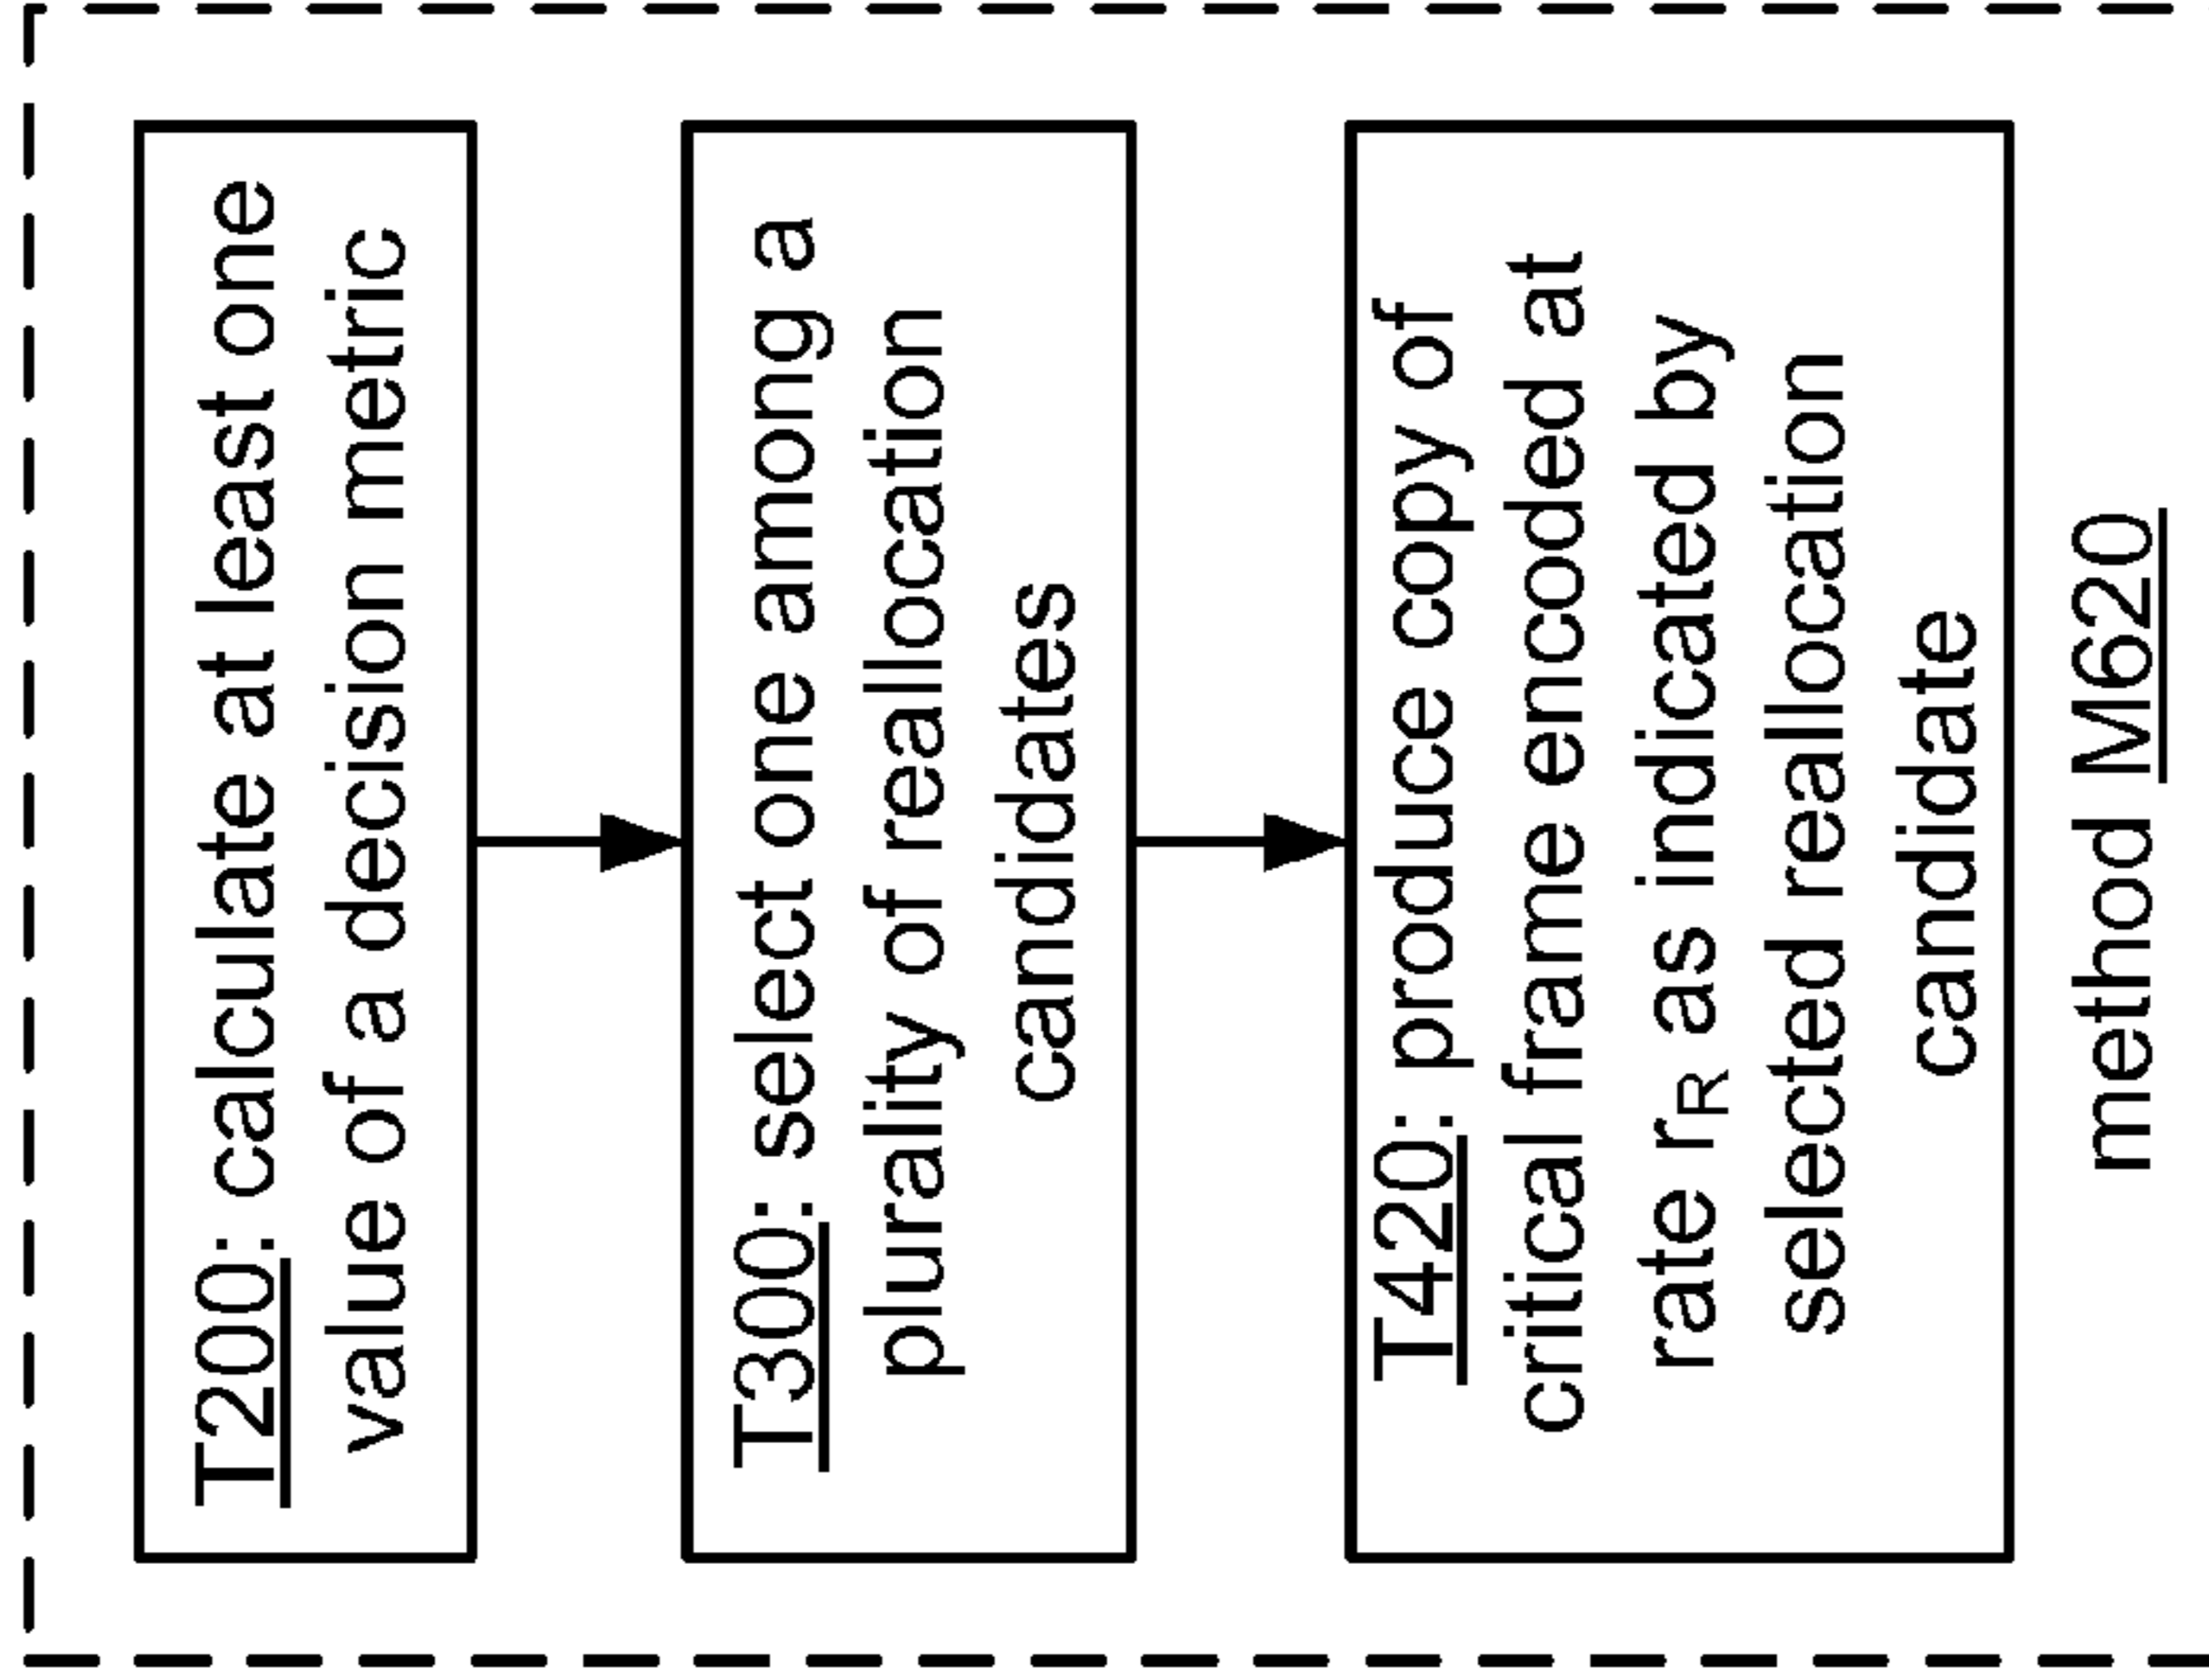 T200: calculate at least one
value of a decision metric
T300: select one among a
plurality of reallocation
candidates
T420: produce copy of
critical frame encoded at
rate rR as indicated by
selected reallocation
candidate
method M620